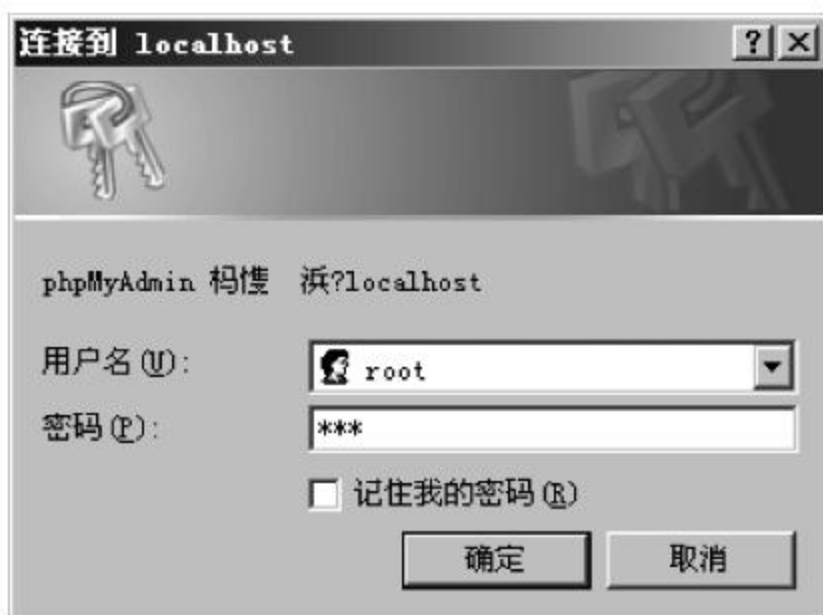 连接到 localhost
phpMyAdmin 杩愯 浜?localhost
用户名(U):
root
密码(P):
***
记住我的密码(R)
确定
取消